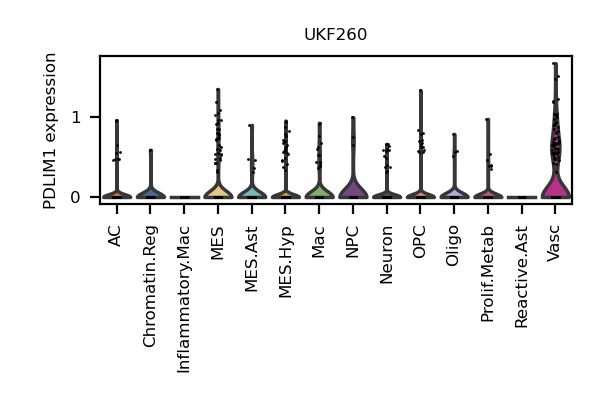 UKF260
PDLIM1 expression
1
0
AC
Chromatin.Reg
Inflammatory.Mac
MES
MES.Ast
MES.Hyp
Mac
NPC
Neuron
OPC
Oligo
Prolif.Metab
Reactive.Ast
Vasc